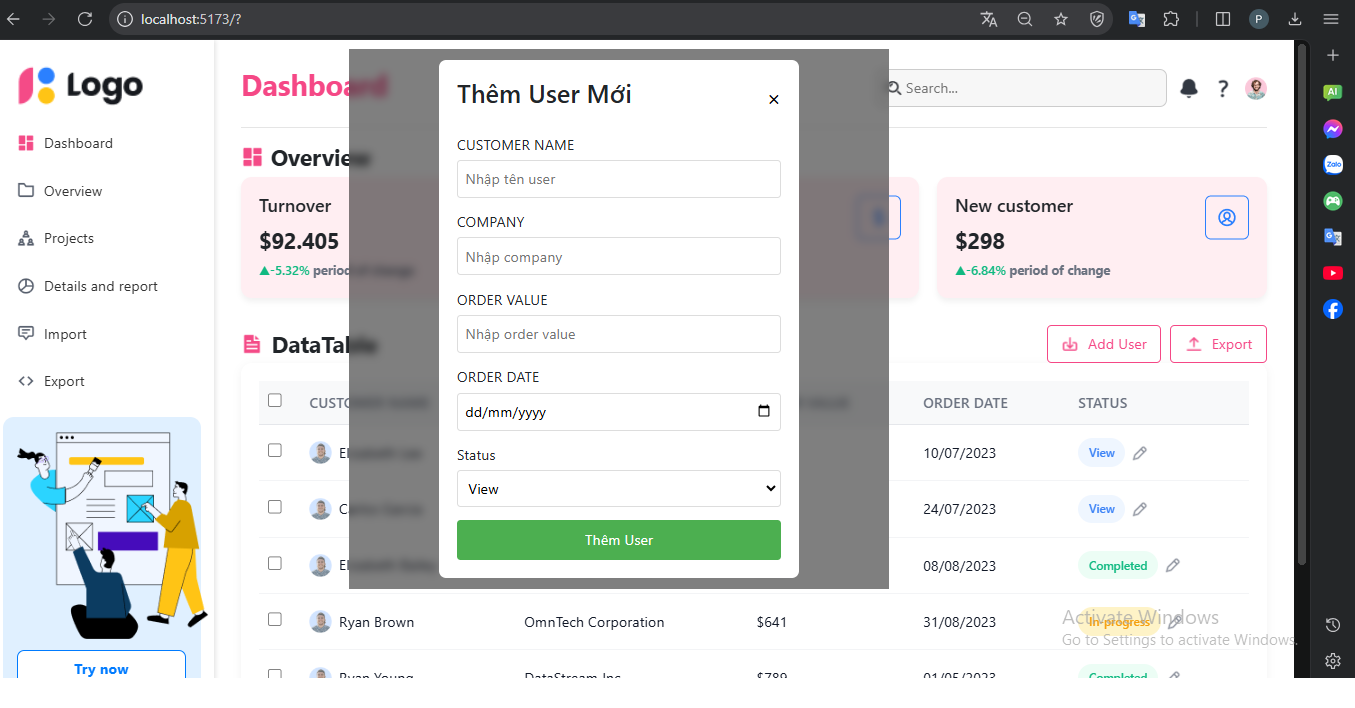 localhost:5173/?
P
Logo
Dashboard
Overview
Projects
Details and report
Import
Export
Try now
Dashboard
Search...
?
Overview
Turnover
$92.405
▲-5.32% period of change
New customer
$298
▲-6.84% period of change
DataTable
Add User
Export
CUSTOMER NAME
ORDER DATE
STATUS
10/07/2023
View
24/07/2023
View
08/08/2023
Completed
Ryan Brown
OmnTech Corporation
$641
31/08/2023
In-progress
Ryan Young
DataStream Inc
$789
01/05/2023
Completed
Thêm User Mới
×
CUSTOMER NAME
Nhập tên user
COMPANY
Nhập company
ORDER VALUE
Nhập order value
ORDER DATE
dd/mm/yyyy
Status
View
Thêm User
AI
Zalo
Activate Windows
Go to Settings to activate Windows.